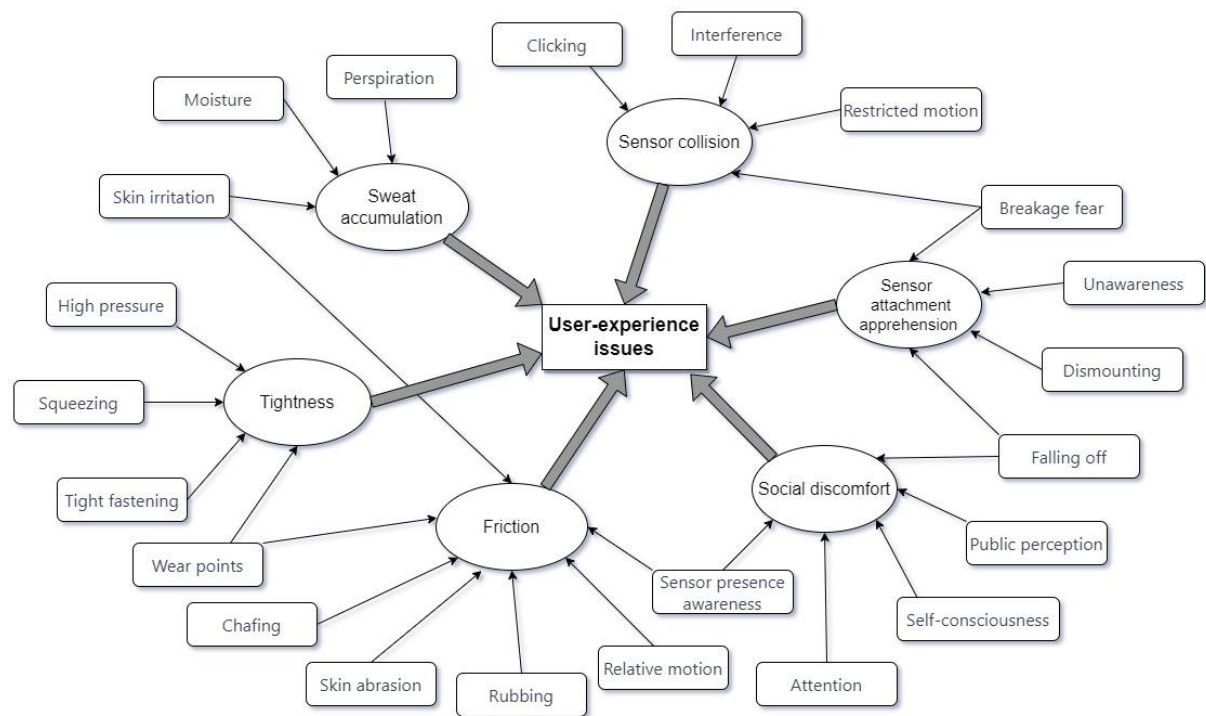 Clicking
Interference
Perspiration
Moisture
Restricted motion
Sensor collision
Skin irritation
Sweat
accumulation
Breakage fear
Unawareness
Sensor
attachment
apprehension
High pressure
User-experience
issues
Dismounting
Squeezing
Tightness
Falling off
Tight fastening
Social discomfort
Friction
Public perception
Wear points
Sensor presence
awareness
Chafing
Self-consciousness
Relative motion
Skin abrasion
Rubbing
Attention